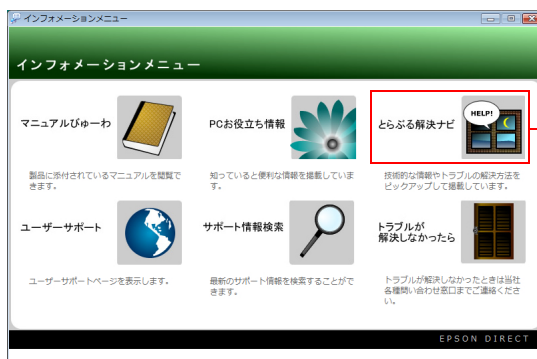 インフォメーションメニュー
インフォメーションメニュー
マニュアルびゅーわ
製品に添付されているマニュアルを閲覧で
きます。
PCお役立ち情報
知っていると便利な情報を掲載していま
す。
とらぶる解決ナビ
HELP!
技術的な情報やトラブルの解決方法を
ピックアップして掲載しています。
ユーザーサポート
ユーザーサポートページを表示します。
サポート情報検索
最新のサポート情報を検索することがで
きます。
トラブルが
解決しなかったら
トラブルが解決しなかったときは当社
各種問い合わせ窓口までご連絡くださ
い。
EPSON DIRECT